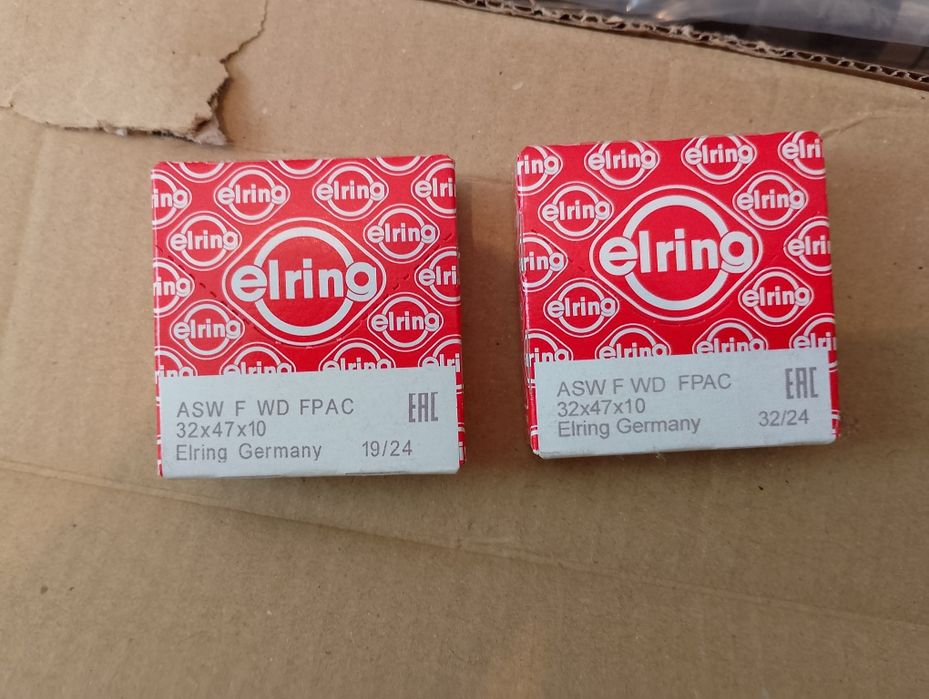 elring
ASW F WD FPAC
32x47x10
Elring Germany 19/24
EAC
elring
ASW F WD FPAC
32x47x10
Elring Germany 32/24
EAC